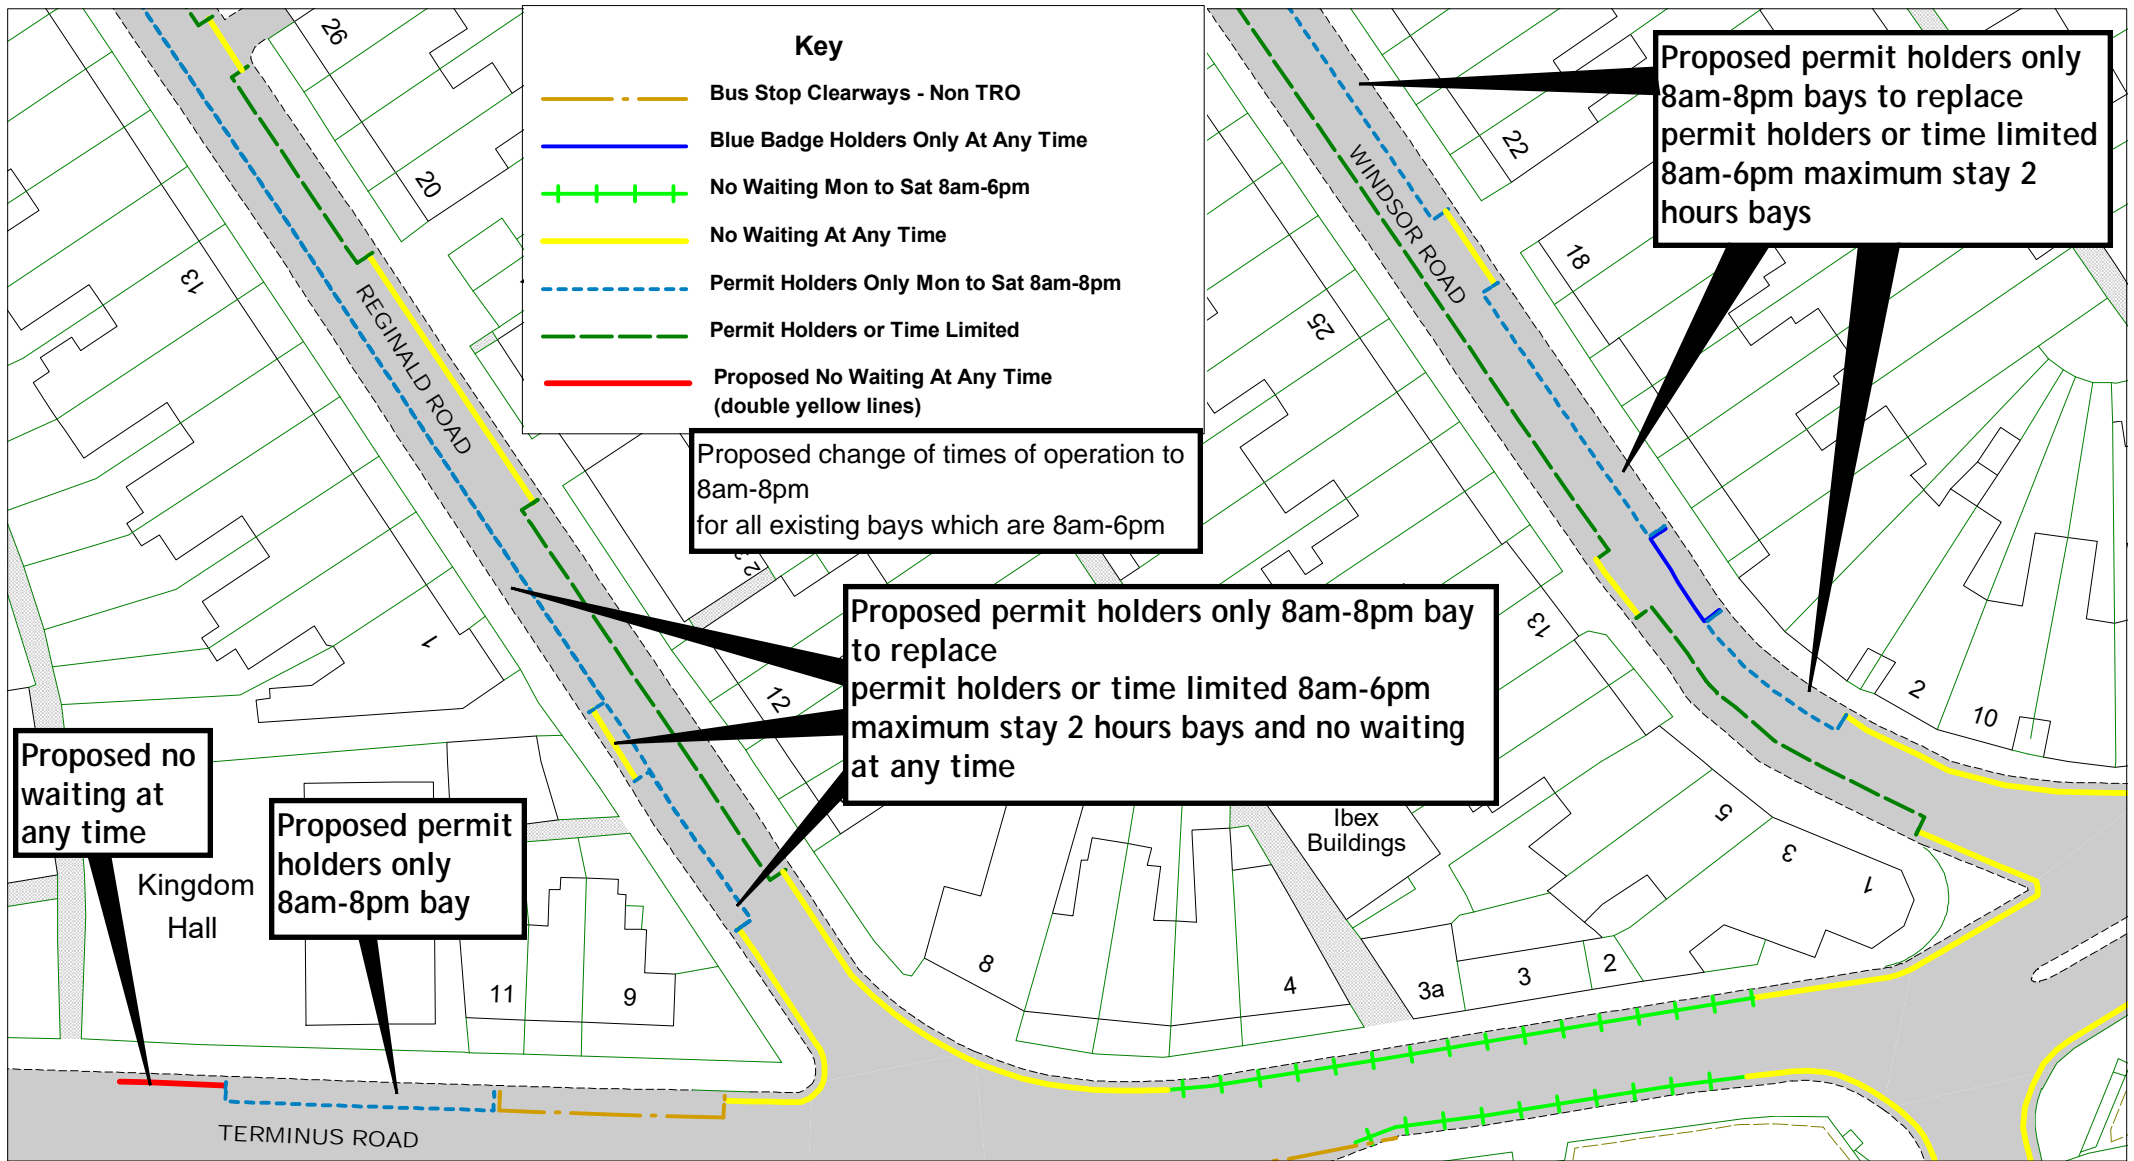 Key
Bus Stop Clearways - Non TRO
Blue Badge Holders Only At Any Time
No Waiting Mon to Sat 8am-6pm
No Waiting At Any Time
Permit Holders Only Mon to Sat 8am-8pm
Permit Holders or Time Limited
Proposed No Waiting At Any Time
(double yellow lines)
Proposed change of times of operation to
8am-8pm
for all existing bays which are 8am-6pm
Proposed permit holders only
8am-8pm bays to replace
permit holders or time limited
8am-6pm maximum stay 2
hours bays
Proposed permit holders only 8am-8pm bay
to replace
permit holders or time limited 8am-6pm
maximum stay 2 hours bays and no waiting
at any time
Proposed no
waiting at
any time
Proposed permit
holders only
8am-8pm bay
Kingdom
Hall
REGINALD ROAD
WINDSOR ROAD
TERMINUS ROAD
Ibex
Buildings
26
20
13
1
12
11
9
8
4
3a
3
2
22
18
25
13
2
10
5
3
1